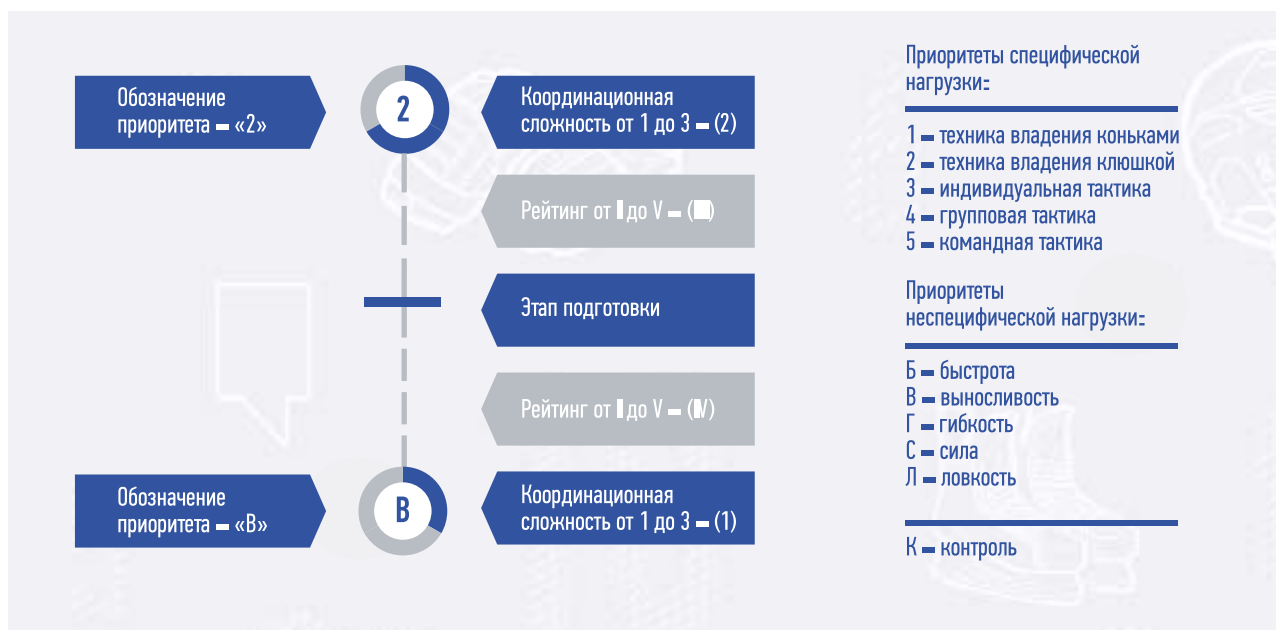 Обозначение
приоритета – «2»
2
Координационная
сложность от 1 до 3 – (2)
Рейтинг от I до V –
Этап подготовки
Рейтинг от I до V – (IV)
Обозначение
приоритета – «В»
В
Координационная
сложность от 1 до 3 – (1)
Приоритеты специфической
нагрузки:
1 – техника владения коньками
2 – техника владения клюшкой
3 – индивидуальная тактика
4 – групповая тактика
5 – командная тактика
Приоритеты
неспецифической нагрузки:
Б – быстрота
В – выносливость
Г – гибкость
С – сила
Л – ловкость
К – контроль